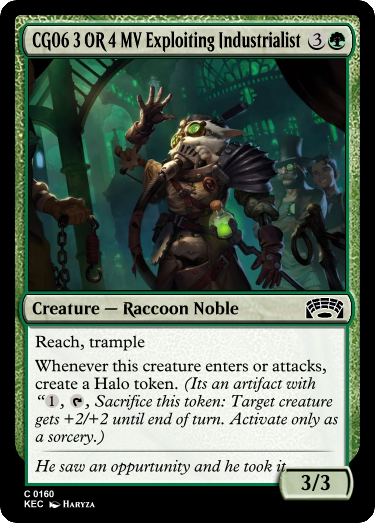 CG06 3 OR 4 MV Exploiting Industrialist 3
Creature — Raccoon Noble
Reach, trample
Whenever this creature enters or attacks,
create a Halo token. (Its an artifact with
“1, , Sacrifice this token: Target creature
gets +2/+2 until end of turn. Activate only as
a sorcery.)
He saw an oppurtunity and he took it.
3/3
C 0160
KEC Haryza